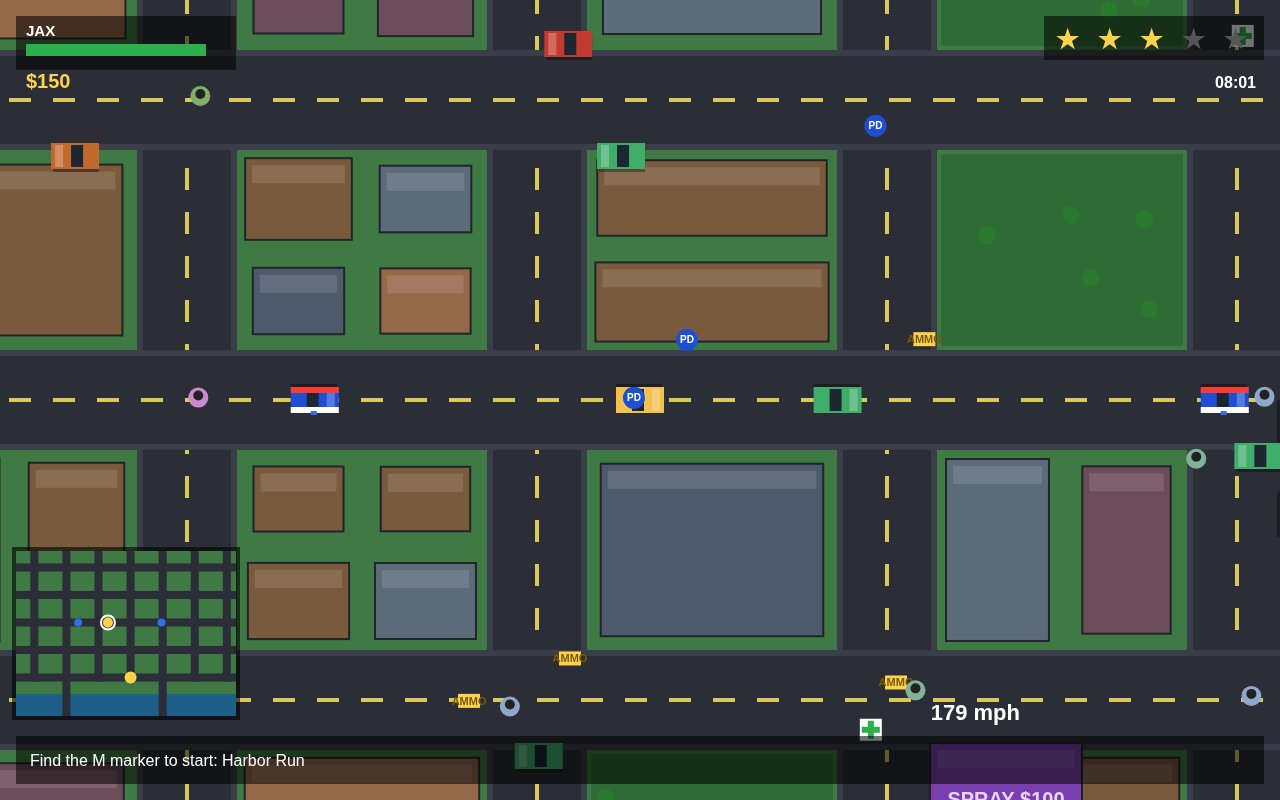 JAX
$150
08:01
PD
AMMO
PD
PD
AMMO
AMMO
AMMO
179 mph
Find the M marker to start: Harbor Run
SPRAY $100